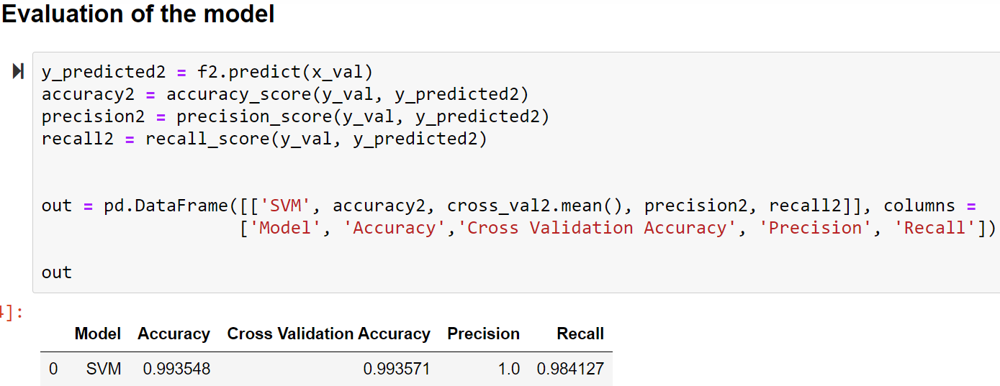 Evaluation of the model
y_predicted2 = f2.predict(x_val)
accuracy2 = accuracy_score(y_val, y_predicted2)
precision2 = precision_score(y_val, y_predicted2)
recall2 = recall_score(y_val, y_predicted2)
out = pd.DataFrame([['SVM', accuracy2, cross_val2.mean(), precision2, recall2]], columns =
['Model', 'Accuracy','Cross Validation Accuracy', 'Precision', 'Recall'])
out
4]:
Model Accuracy Cross Validation Accuracy Precision Recall
0 SVM 0.993548 0.993571 1.0 0.984127